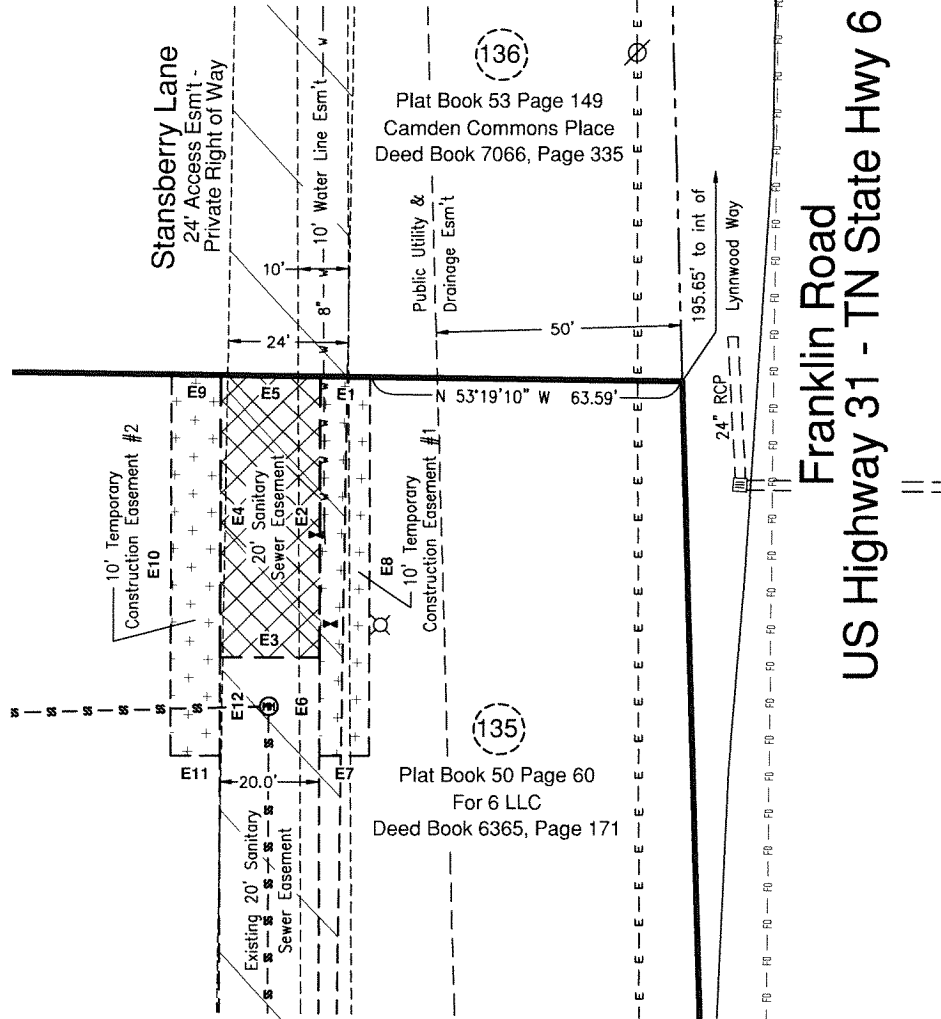 Stansberry Lane
24' Access Esm't -
Private Right of Way
10' Water Line Esm't
136
Plat Book 53 Page 149
Camden Commons Place
Deed Book 7066, Page 335
Public Utility &
Drainage Esm't
10'
24'
8"
W
50'
195.65' to int of
Lynnwood Way
24" RCP
Franklin Road
US Highway 31 - TN State Hwy 6
N 53°19'10" W 63.59'
E9
E5
E1
10' Temporary
Construction Easement #2
E10
E4
20' Sanitary
Sewer Easement
E2
E8
10' Temporary
Construction Easement #1
E3
E12
MH
E6
E11
20.0'
E7
135
Plat Book 50 Page 60
For 6 LLC
Deed Book 6365, Page 171
Existing 20' Sanitary
Sewer Easement
E
FO